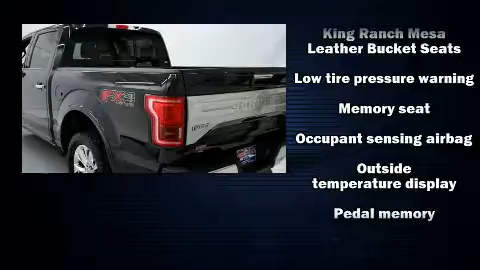 King Ranch Mesa
Leather Bucket Seats
Low tire pressure warning
Memory seat
Occupant sensing airbag
Outside
temperature display
Pedal memory
FX4